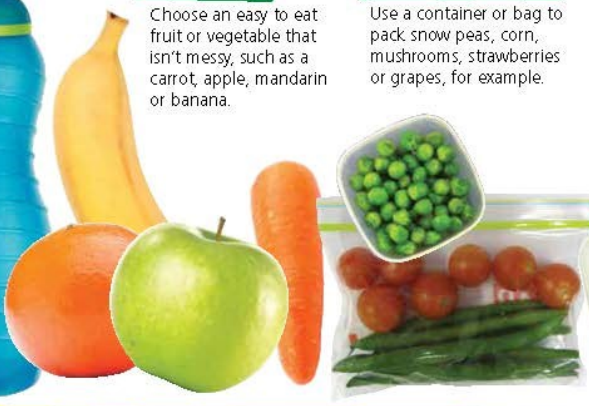 Choose an easy to eat
fruit or vegetable that
isn't messy, such as a
carrot, apple, mandarin
or banana.
Use a container or bag to
pack snow peas, corn,
mushrooms, strawberries
or grapes, for example.